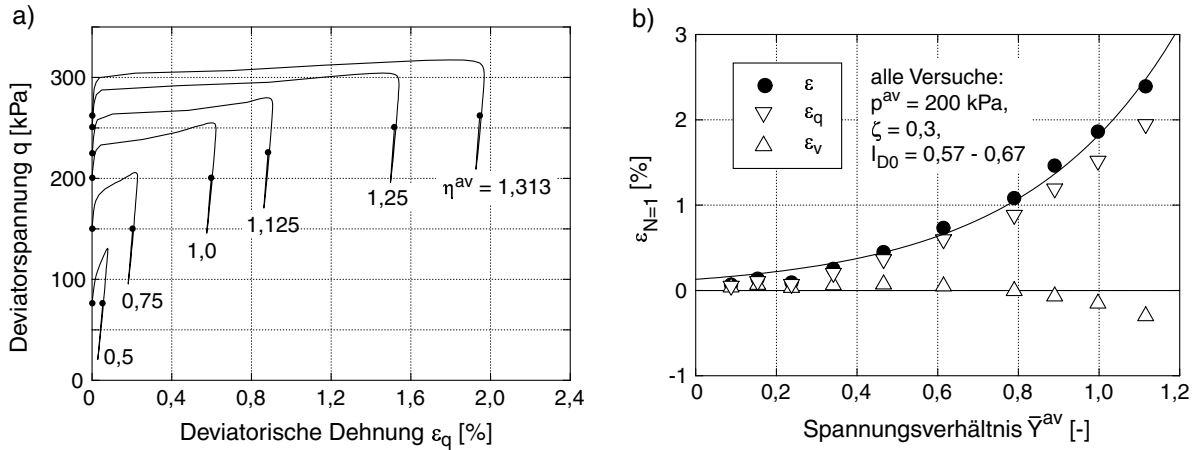 a)
Deviatorspannung q [kPa]
400
300
200
100
0
0
0,4
0,8
1,2
1,6
2,0
2,4
Deviatorische Dehnung εq [%]
0,5
0,75
1,0
1,125
1,25
ηav = 1,313
b)
εN=1 [%]
3
2
1
0
-1
0
0,2
0,4
0,6
0,8
1,0
1,2
Spannungsverhältnis Ȳav [-]
ε
εq
εv
alle Versuche:
pav = 200 kPa,
ζ = 0,3,
ID0 = 0,57 - 0,67